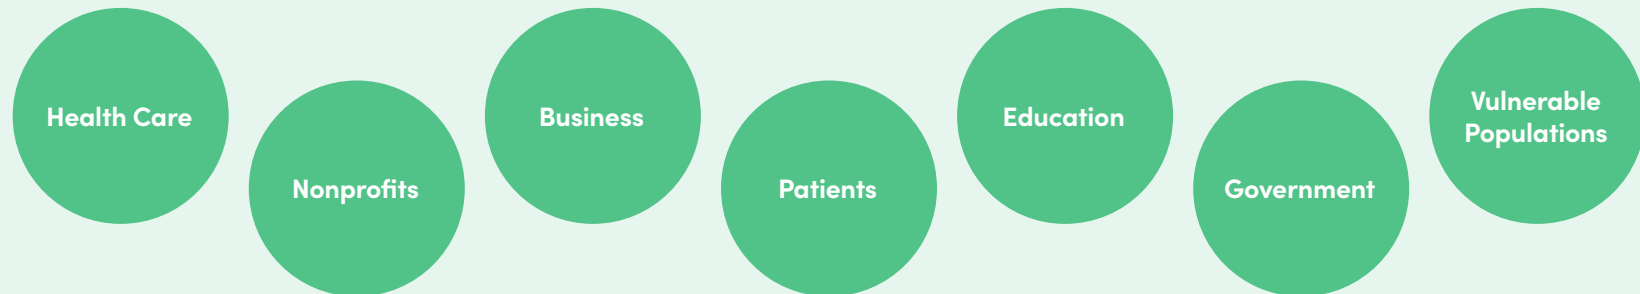 Health Care
Nonprofits
Business
Patients
Education
Government
Vulnerable
Populations